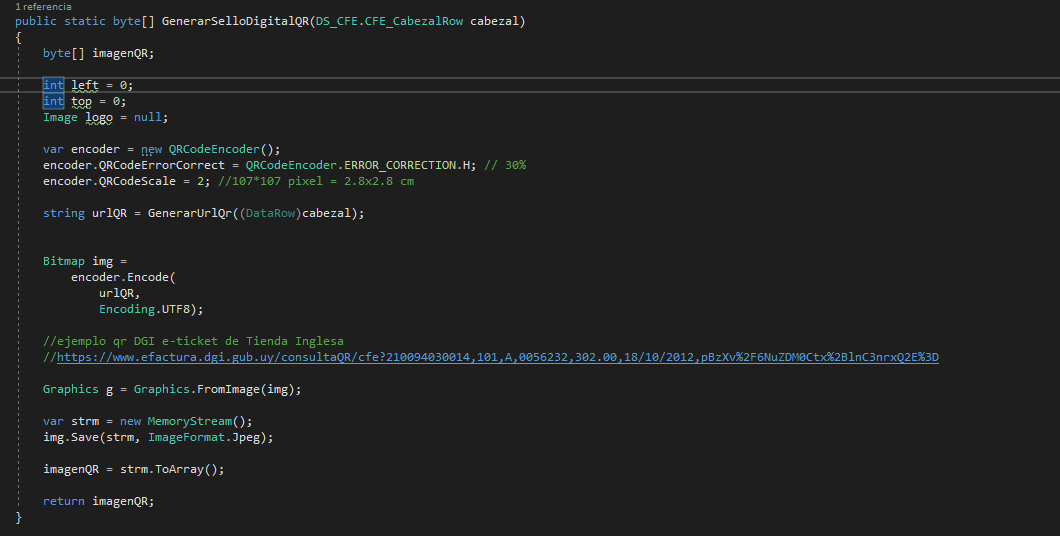 1 referencia
public static byte[] GenerarSelloDigitalQR(DS_CFE.CFE_CabezalRow cabezal)
{
byte[] imagenQR;
int left = 0;
int top = 0;
Image logo = null;
var encoder = new QRCodeEncoder();
encoder.QRCodeErrorCorrect = QRCodeEncoder.ERROR_CORRECTION.H; // 30%
encoder.QRCodeScale = 2; //107*107 pixel = 2.8x2.8 cm
string urlQR = GenerarUrlQr((DataRow)cabezal);
Bitmap img =
encoder.Encode(
urlQR,
Encoding.UTF8);
//ejemplo qr DGI e-ticket de Tienda Inglesa
//https://www.efactura.dgi.gub.uy/consultaQR/cfe?210094030014,101,A,0056232,302.00,18/10/2012,pBzXv%2F6NuZDM0Ctx%2BlnC3nrxQ2E%3D
Graphics g = Graphics.FromImage(img);
var strm = new MemoryStream();
img.Save(strm, ImageFormat.Jpeg);
imagenQR = strm.ToArray();
return imagenQR;
}